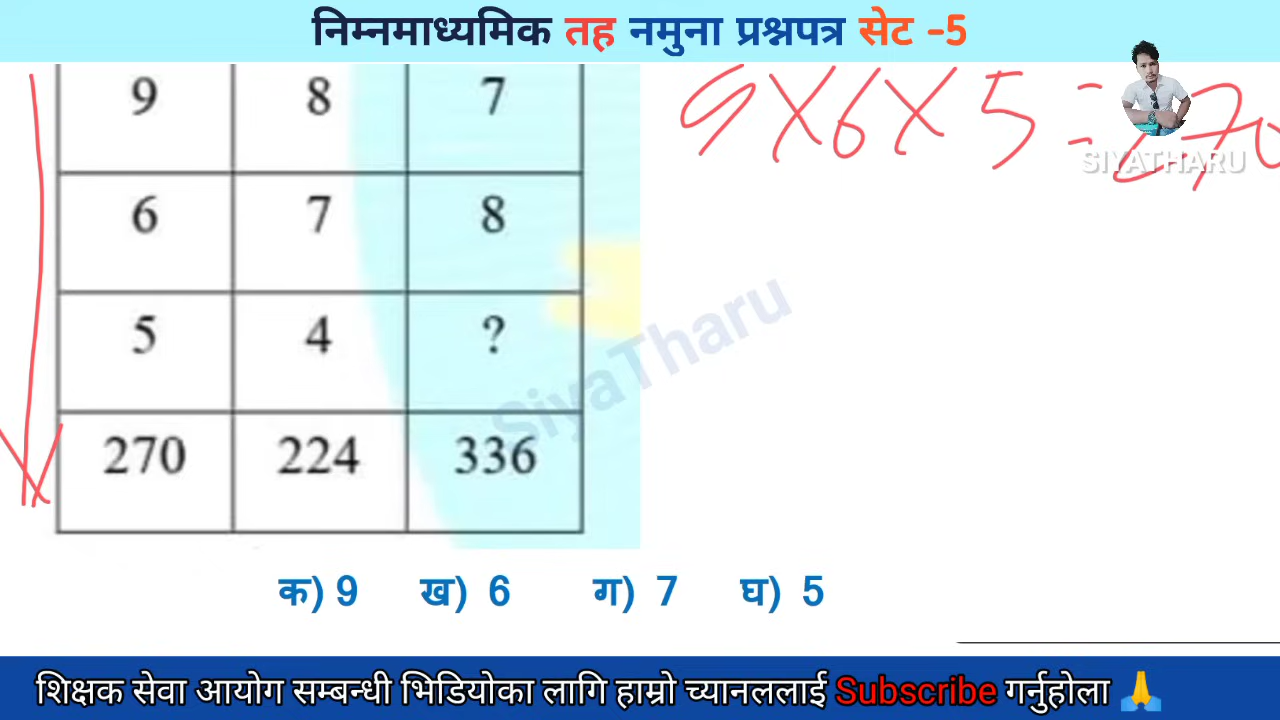 निम्नमाध्यमिक तह नमुना प्रश्नपत्र सेट -5
9 8 7
9X6X5=270
SIYATHARU
6 7 8
SiyaTharu
5 4 ?
270 224 336
क) 9 ख) 6 ग) 7 घ) 5
शिक्षक सेवा आयोग सम्बन्धी भिडियोका लागि हाम्रो च्यानललाई Subscribe गर्नुहोला 🙏